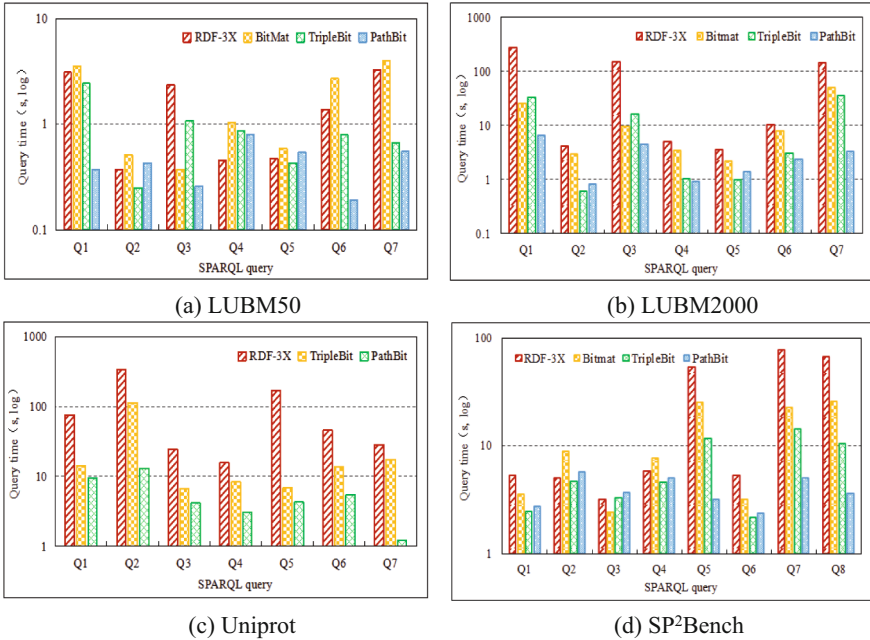 10
1
0.1
Query time（s, log）
RDF-3X BitMat TripleBit PathBit
Q1 Q2 Q3 Q4 Q5 Q6 Q7
SPARQL query
(a) LUBM50
1000
100
10
1
0.1
Query time（s, log）
RDF-3X Bitmat TripleBit PathBit
Q1 Q2 Q3 Q4 Q5 Q6 Q7
SPARQL query
(b) LUBM2000
1000
100
10
1
Query time（s, log）
RDF-3X TripleBit PathBit
Q1 Q2 Q3 Q4 Q5 Q6 Q7
SPARQL query
(c) Uniprot
100
10
1
Query time（s, log）
RDF-3X Bitmat TripleBit PathBit
Q1 Q2 Q3 Q4 Q5 Q6 Q7 Q8
SPARQL query
(d) SP²Bench